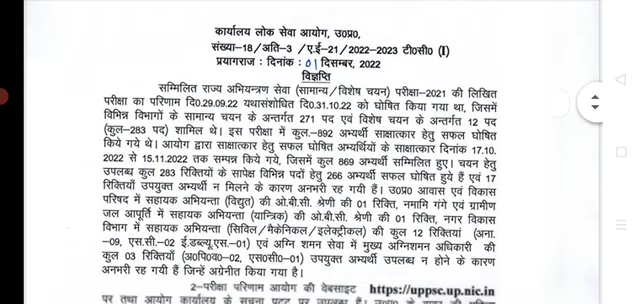 कार्यालय लोक सेवा आयोग, उ०प्र०,
संख्या-18/अति-3 /ए.ई-21/2022-2023 टी०सी० (I)
प्रयागराज : दिनांक : 01 दिसम्बर, 2022
विज्ञप्ति
सम्मिलित राज्य अभियन्त्रण सेवा (सामान्य/विशेष चयन) परीक्षा-2021 की लिखित
परीक्षा का परिणाम दि0.29.09.22 यथासंशोधित दि0.31.10.22 को घोषित किया गया था, जिसमें
विभिन्न विभागों के सामान्य चयन के अन्तर्गत 271 पद एवं विशेष चयन के अन्तर्गत 12 पद
(कुल-283 पद) शामिल थे। इस परीक्षा में कुल-892 अभ्यर्थी साक्षात्कार हेतु सफल घोषित
किये गये थे। आयोग द्वारा साक्षात्कार हेतु सफल घोषित अभ्यर्थियों के साक्षात्कार दिनांक 17.10.
2022 से 15.11.2022 तक सम्पन्न किये गये, जिसमें कुल 869 अभ्यर्थी सम्मिलित हुए। चयन हेतु
उपलब्ध कुल 283 रिक्तियों के सापेक्ष विभिन्न पदों हेतु 266 अभ्यर्थी सफल घोषित हुये हैं एवं 17
रिक्तियाँ उपयुक्त अभ्यर्थी न मिलने के कारण अनभरी रह गयी हैं। उ0प्र0 आवास एवं विकास
परिषद में सहायक अभियन्ता (विद्युत) की ओ.बी.सी. श्रेणी की 01 रिक्ति, नमामि गंगे एवं ग्रामीण
जल आपूर्ति में सहायक अभियन्ता (यान्त्रिक) की ओ.बी.सी. श्रेणी की 01 रिक्ति, नगर विकास
विभाग में सहायक अभियन्ता (सिविल/मैकेनिकल/इलेक्ट्रीकल) की कुल 12 रिक्तियां (अना.
-09, एस.सी.-02 ई.डब्ल्यू.एस.-01) एवं अग्नि शमन सेवा में मुख्य अग्निशमन अधिकारी की
कुल 03 रिक्तियाँ (अ0पि0व0-02, एस0सी0-01) उपयुक्त अभ्यर्थी उपलब्ध न होने के कारण
अनभरी रह गयी हैं जिन्हें अग्रेनीत किया गया है।
2-परीक्षा परिणाम आयोग की वेबसाइट https://uppsc.up.nic.in
पर तथा आयोग कार्यालय के सूचना पट्ट पर उपलब्ध है।